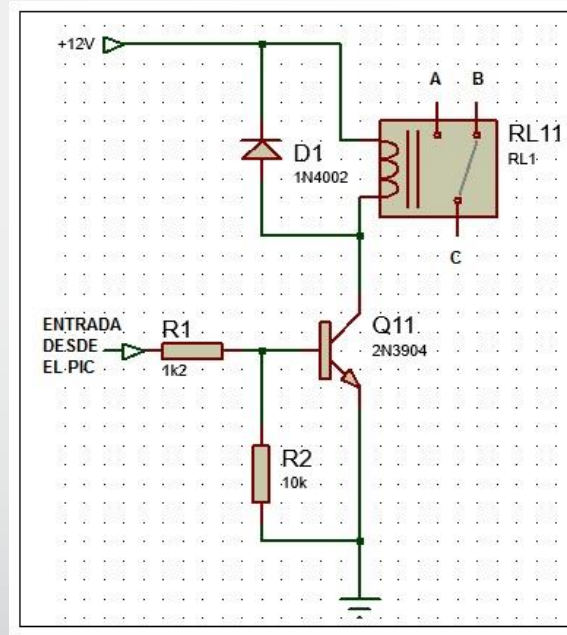 +12V
A B
RL11
RL1
D1
1N4002
C
ENTRADA
DESDE
EL PIC
R1
1k2
Q11
2N3904
R2
10k